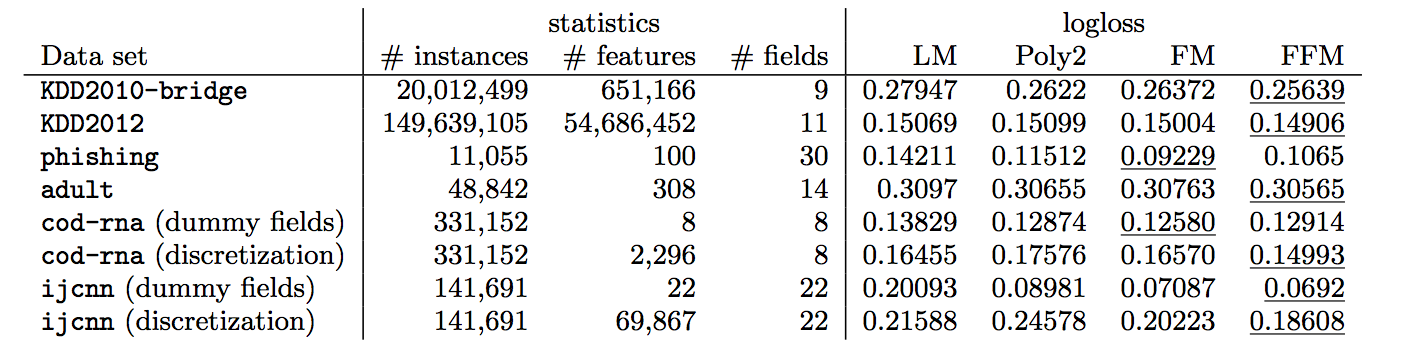 statistics logloss
Data set # instances # features # fields LM Poly2 FM FFM
KDD2010-bridge 20,012,499 651,166 9 0.27947 0.2622 0.26372 0.25639
KDD2012 149,639,105 54,686,452 11 0.15069 0.15099 0.15004 0.14906
phishing 11,055 100 30 0.14211 0.11512 0.09229 0.1065
adult 48,842 308 14 0.3097 0.30655 0.30763 0.30565
cod-rna (dummy fields) 331,152 8 8 0.13829 0.12874 0.12580 0.12914
cod-rna (discretization) 331,152 2,296 8 0.16455 0.17576 0.16570 0.14993
ijcnn (dummy fields) 141,691 22 22 0.20093 0.08981 0.07087 0.0692
ijcnn (discretization) 141,691 69,867 22 0.21588 0.24578 0.20223 0.18608